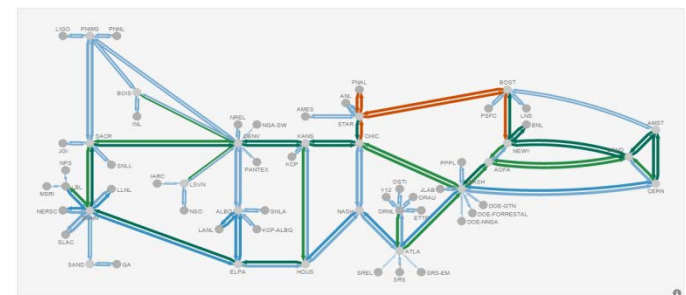 LIGO
PNWG
PNNL
FNAL
BOST
ANL
BOIS
AMES
PSFC
LNS
INL
NREL
NGA-SW
STAR
BNL
AMST
SACR
DENV
KANS
CHIC
NEWY
JGI
SNLL
PANTEX
KCP
AOFA
NPS
IARC
LSVN
PPPL
WASH
CERN
MSRI
LBL
LLNL
OSTI
Y12
JLAB
ORAU
DOE-GTN
NERSC
NSO
ALBQ
SNLA
NASH
ORNL
ETTP
DOE-FORRESTAL
DOE-NNSA
SLAC
LANL
KCP-ALBQ
ATLA
SAND
GA
ELPA
HOUS
SREL
SRS
SRS-EM